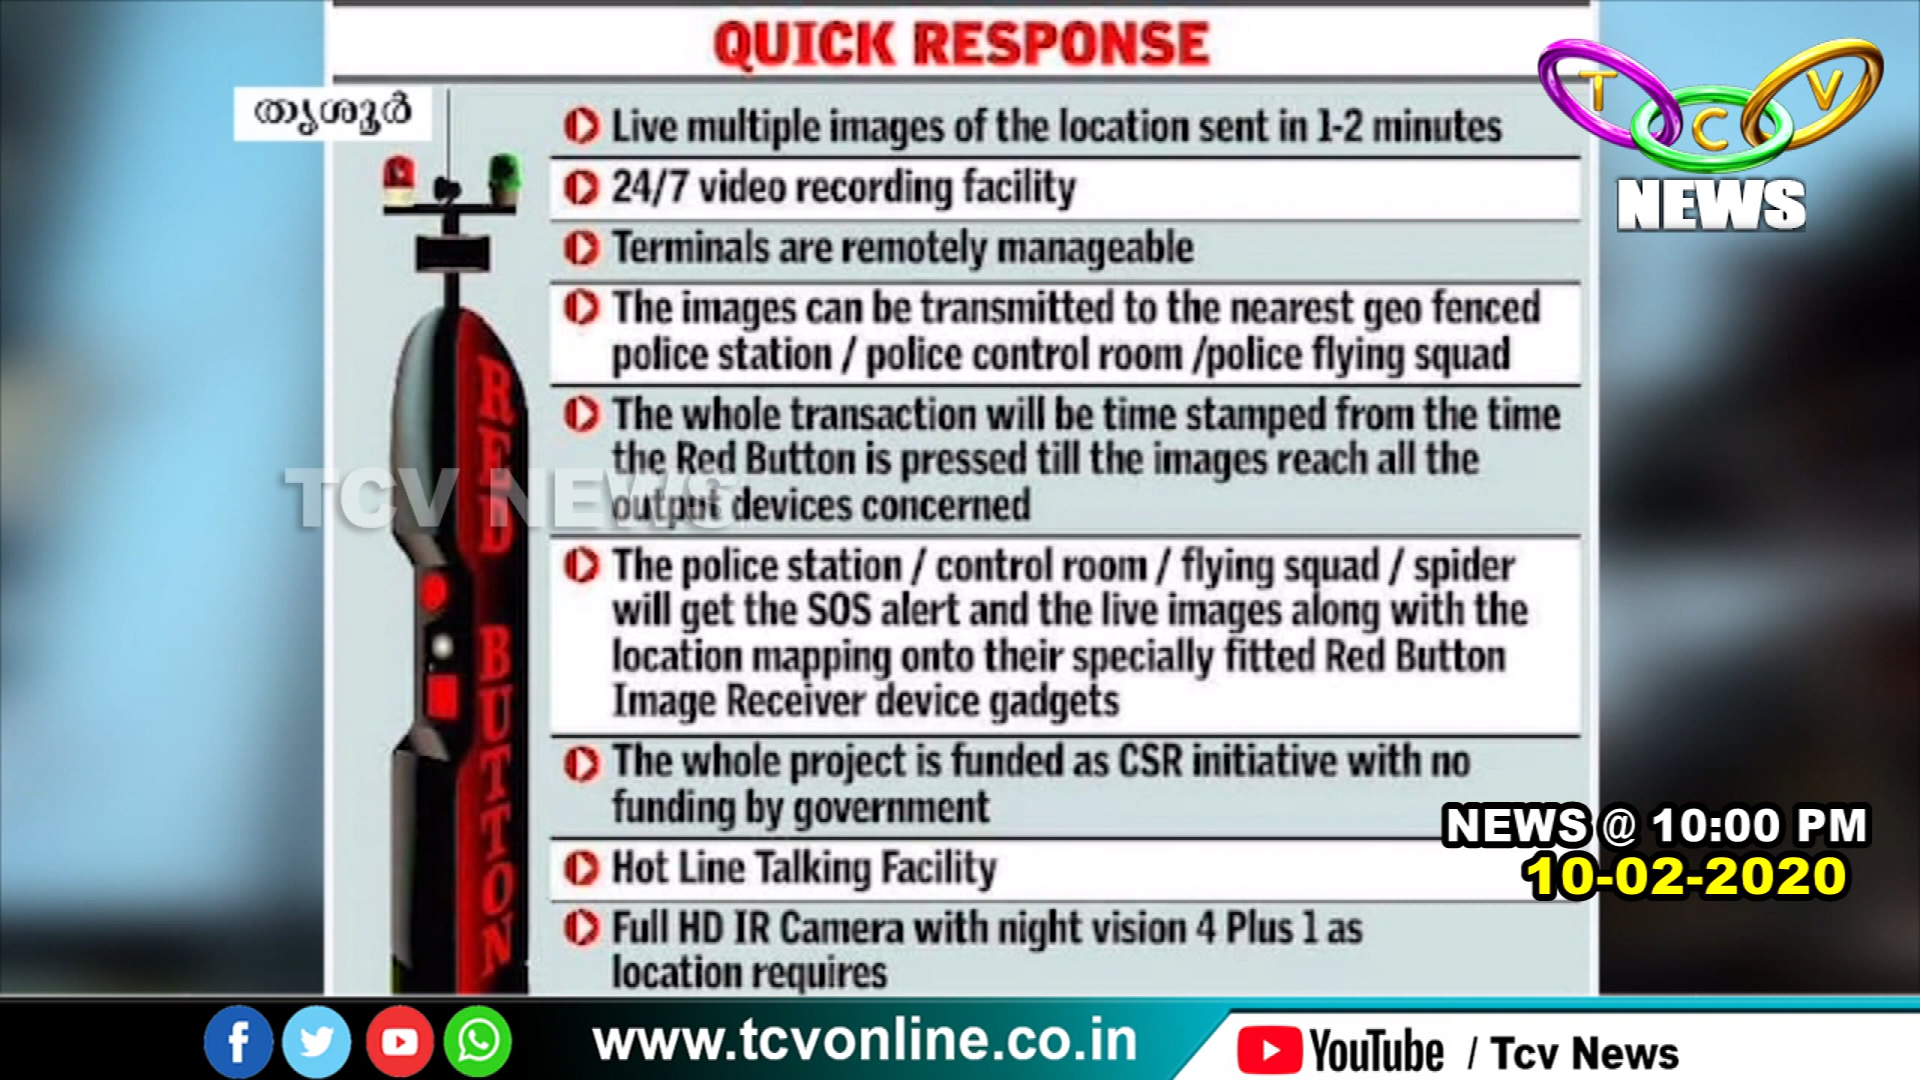 QUICK RESPONSE
തൃശൂർ
Live multiple images of the location sent in 1-2 minutes
24/7 video recording facility
Terminals are remotely manageable
The images can be transmitted to the nearest geo fenced
police station / police control room /police flying squad
The whole transaction will be time stamped from the time
the Red Button is pressed till the images reach all the
output devices concerned
The police station / control room / flying squad / spider
will get the SOS alert and the live images along with the
location mapping onto their specially fitted Red Button
Image Receiver device gadgets
The whole project is funded as CSR initiative with no
funding by government
Hot Line Talking Facility
Full HD IR Camera with night vision 4 Plus 1 as
location requires
RED BUTTON
TCV NEWS
T C V
NEWS
NEWS @ 10:00 PM
10-02-2020
www.tcvonline.co.in
YouTube / Tcv News